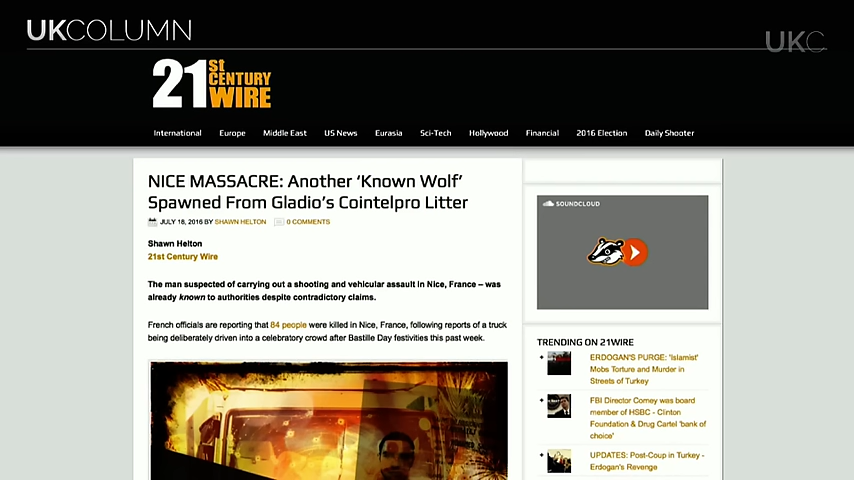 UKCOLUMN
UKC
21st CENTURY WIRE
International Europe Middle East US News Eurasia Sci-Tech Hollywood Financial 2016 Election Daily Shooter
NICE MASSACRE: Another ‘Known Wolf’
Spawned From Gladio’s Cointelpro Litter
JULY 18, 2016 BY SHAWN HELTON 0 COMMENTS
Shawn Helton
21st Century Wire
The man suspected of carrying out a shooting and vehicular assault in Nice, France – was
already known to authorities despite contradictory claims.
French officials are reporting that 84 people were killed in Nice, France, following reports of a truck
being deliberately driven into a celebratory crowd after Bastille Day festivities this past week.
SOUNDCLOUD
TRENDING ON 21WIRE
ERDOGAN'S PURGE: 'Islamist'
Mobs Torture and Murder in
Streets of Turkey
FBI Director Comey was board
member of HSBC - Clinton
Foundation & Drug Cartel 'bank of
choice'
UPDATES: Post-Coup in Turkey -
Erdogan's Revenge